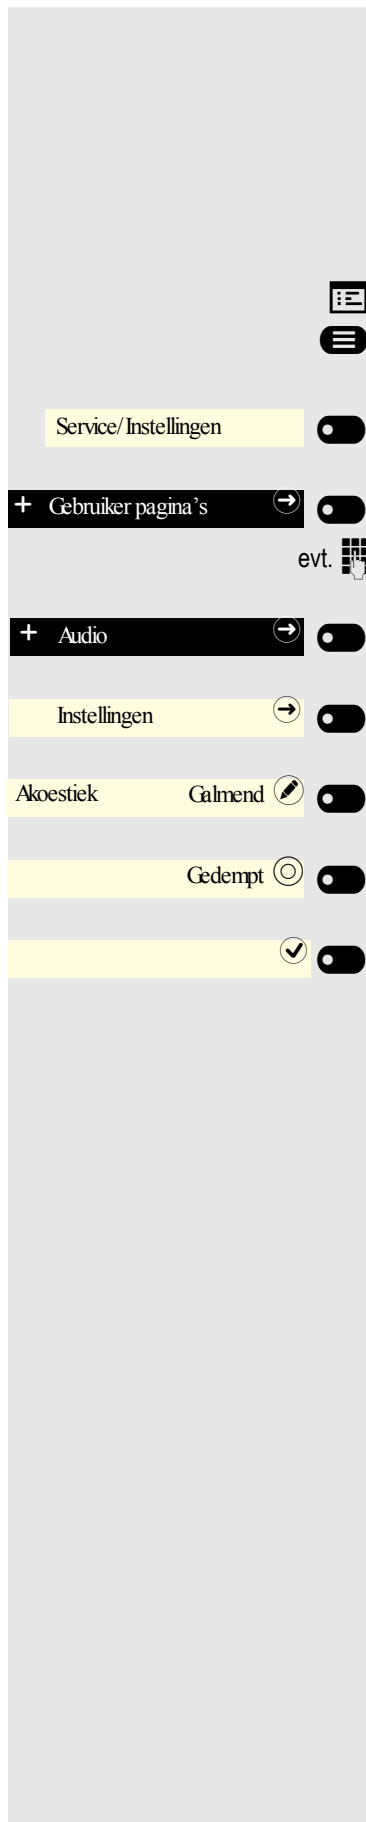 Service/Instellingen
+ Gebruiker pagina’s
evt.
+ Audio
Instellingen
Akoestiek Galmend
Gedempt